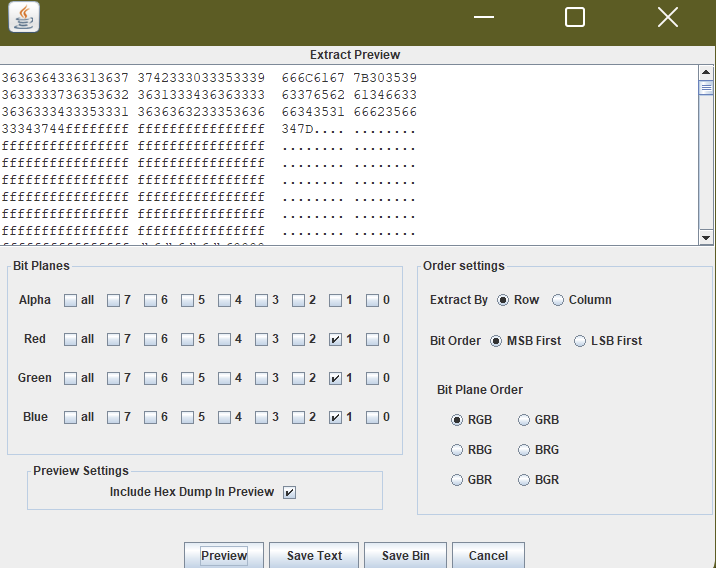 Extract Preview
3636364336313637 3742333033353339 666C6167 7B303539
3633333736353632 3631333436363333 63376562 61346633
3636333433353331 3636363233353636 66343531 66623566
33343744ffffffff ffffffffffffffff 347D.... ........
ffffffffffffffff ffffffffffffffff ........ ........
ffffffffffffffff ffffffffffffffff ........ ........
ffffffffffffffff ffffffffffffffff ........ ........
ffffffffffffffff ffffffffffffffff ........ ........
ffffffffffffffff ffffffffffffffff ........ ........
ffffffffffffffff ffffffffffffffff ........ ........
Bit Planes
Alpha all 7 6 5 4 3 2 1 0
Red all 7 6 5 4 3 2 1 0
Green all 7 6 5 4 3 2 1 0
Blue all 7 6 5 4 3 2 1 0
Preview Settings
Include Hex Dump In Preview
Order settings
Extract By Row Column
Bit Order MSB First LSB First
Bit Plane Order
RGB GRB
RBG BRG
GBR BGR
Preview Save Text Save Bin Cancel